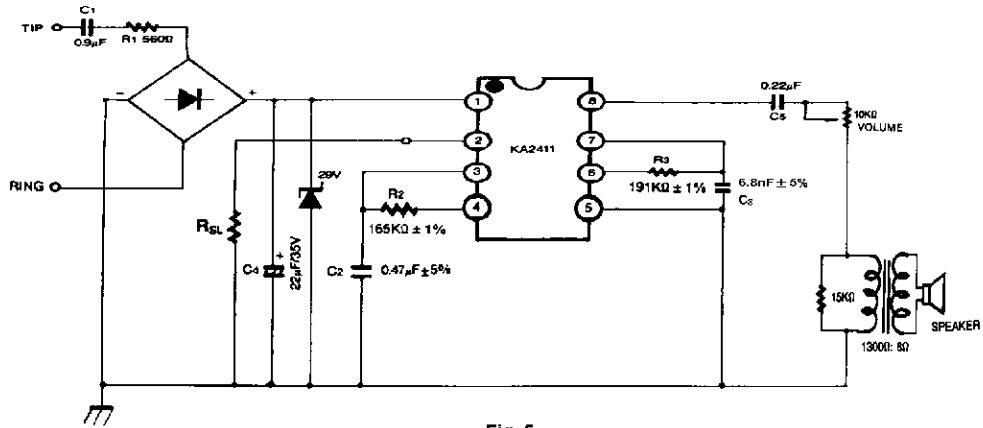 C1
TIP
0.9μF
R1 560Ω
−
+
RING
1
2
3
4
8
7
6
5
KA2411
0.22μF
C5
10KΩ
VOLUME
29V
R2
165KΩ ± 1%
R3
191KΩ ± 1%
6.8nF ± 5%
C3
RSL
C4
+
22μF/35V
C2
0.47μF ±5%
15KΩ
1300Ω: 8Ω
SPEAKER